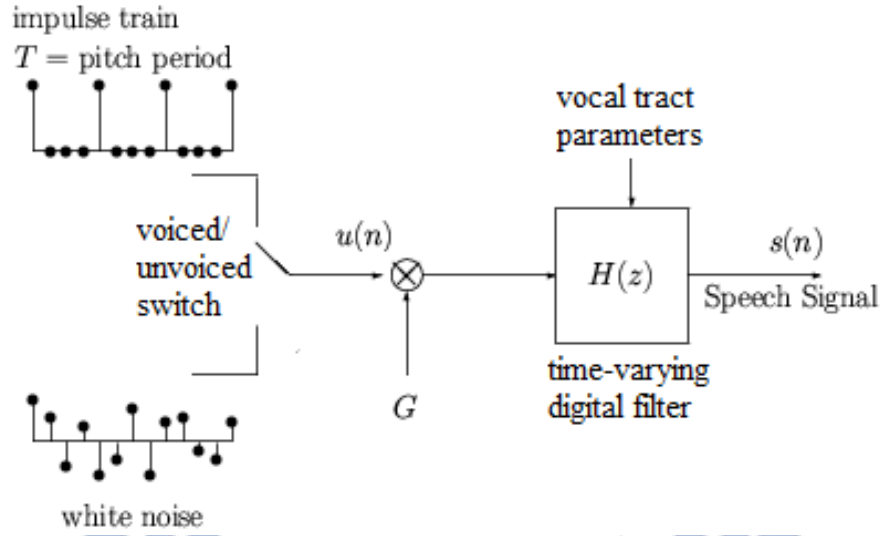 impulse train
T = pitch period
vocal tract
parameters
voiced/
unvoiced
switch
u(n)
H(z)
s(n)
Speech Signal
G
time-varying
digital filter
white noise